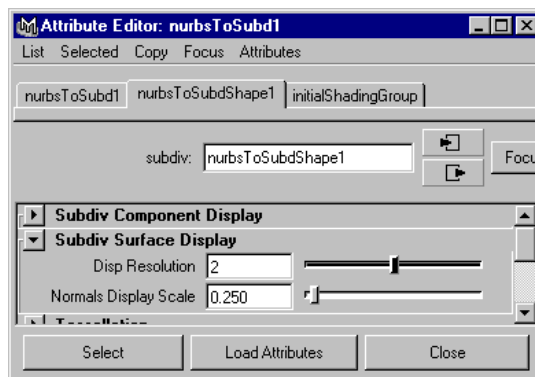 Attribute Editor: nurbsToSubd1
List Selected Copy Focus Attributes
nurbsToSubd1 nurbsToSubdShape1 initialShadingGroup
subdiv: nurbsToSubdShape1
Subdiv Component Display
Subdiv Surface Display
Disp Resolution 2
Normals Display Scale 0.250
Select Load Attributes Close